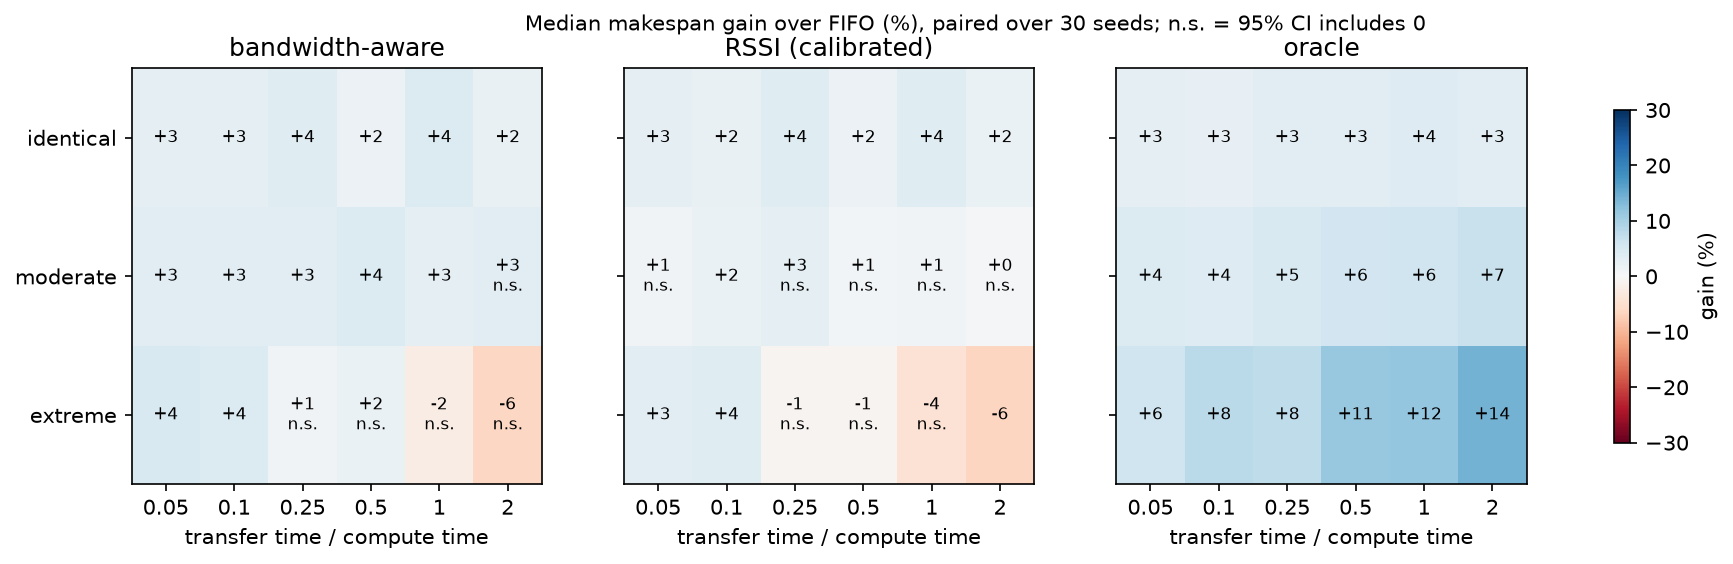 Median makespan gain over FIFO (%), paired over 30 seeds; n.s. = 95% CI includes 0
bandwidth-aware
RSSI (calibrated)
oracle
identical
+3 +3 +4 +2 +4 +2
+3 +2 +4 +2 +4 +2
+3 +3 +3 +3 +4 +3
moderate
+3 +3 +3 +4 +3 +3
n.s.
+1 +2 +3 +1 +1 +0
n.s. n.s. n.s. n.s. n.s.
+4 +4 +5 +6 +6 +7
extreme
+4 +4 +1 +2 -2 -6
n.s. n.s. n.s. n.s.
+3 +4 -1 -1 -4 -6
n.s. n.s. n.s.
+6 +8 +8 +11 +12 +14
0.05 0.1 0.25 0.5 1 2
transfer time / compute time
0.05 0.1 0.25 0.5 1 2
transfer time / compute time
0.05 0.1 0.25 0.5 1 2
transfer time / compute time
30
20
10
0
−10
−20
−30
gain (%)